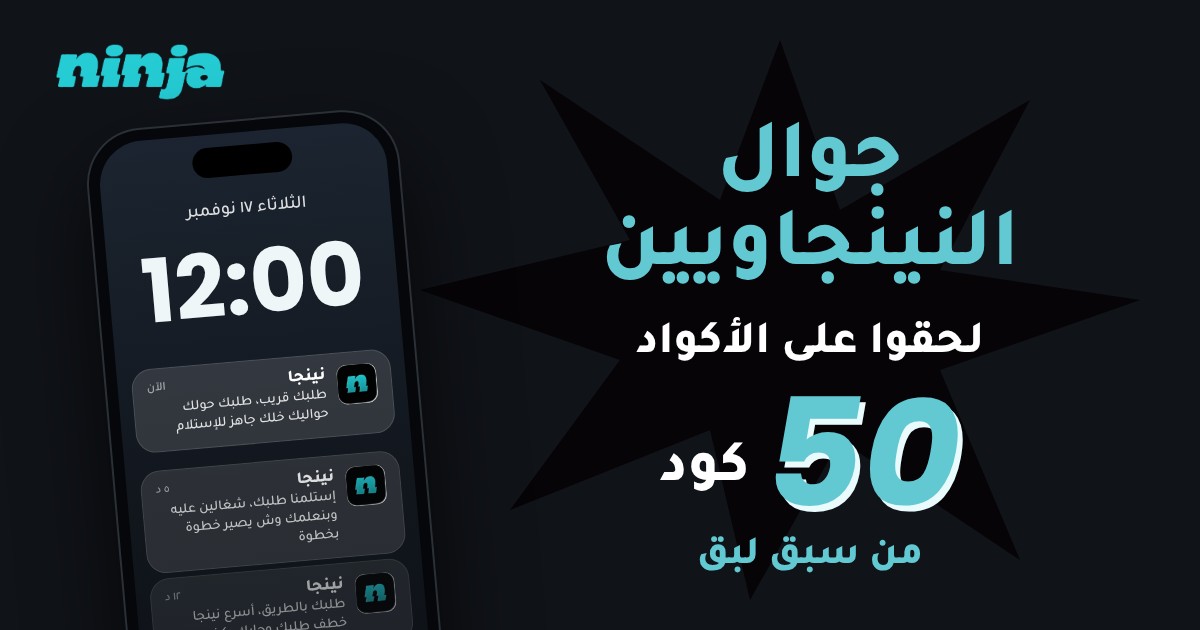 ninja
جوال
النينجاويين
لحقوا على الأكواد
50 كود
من سبق لبق
الثلاثاء ١٧ نوفمبر
12:00
نينجا
الآن
طلبك قريب، طلبك حولك
حواليك خلك جاهز للإستلام
نينجا
٥ د
إستلمنا طلبك، شغالين عليه
وبنعلمك وش يصير خطوة
بخطوة
نينجا
١٢ د
طلبك بالطريق، أسرع نينجا
خطف طلبك